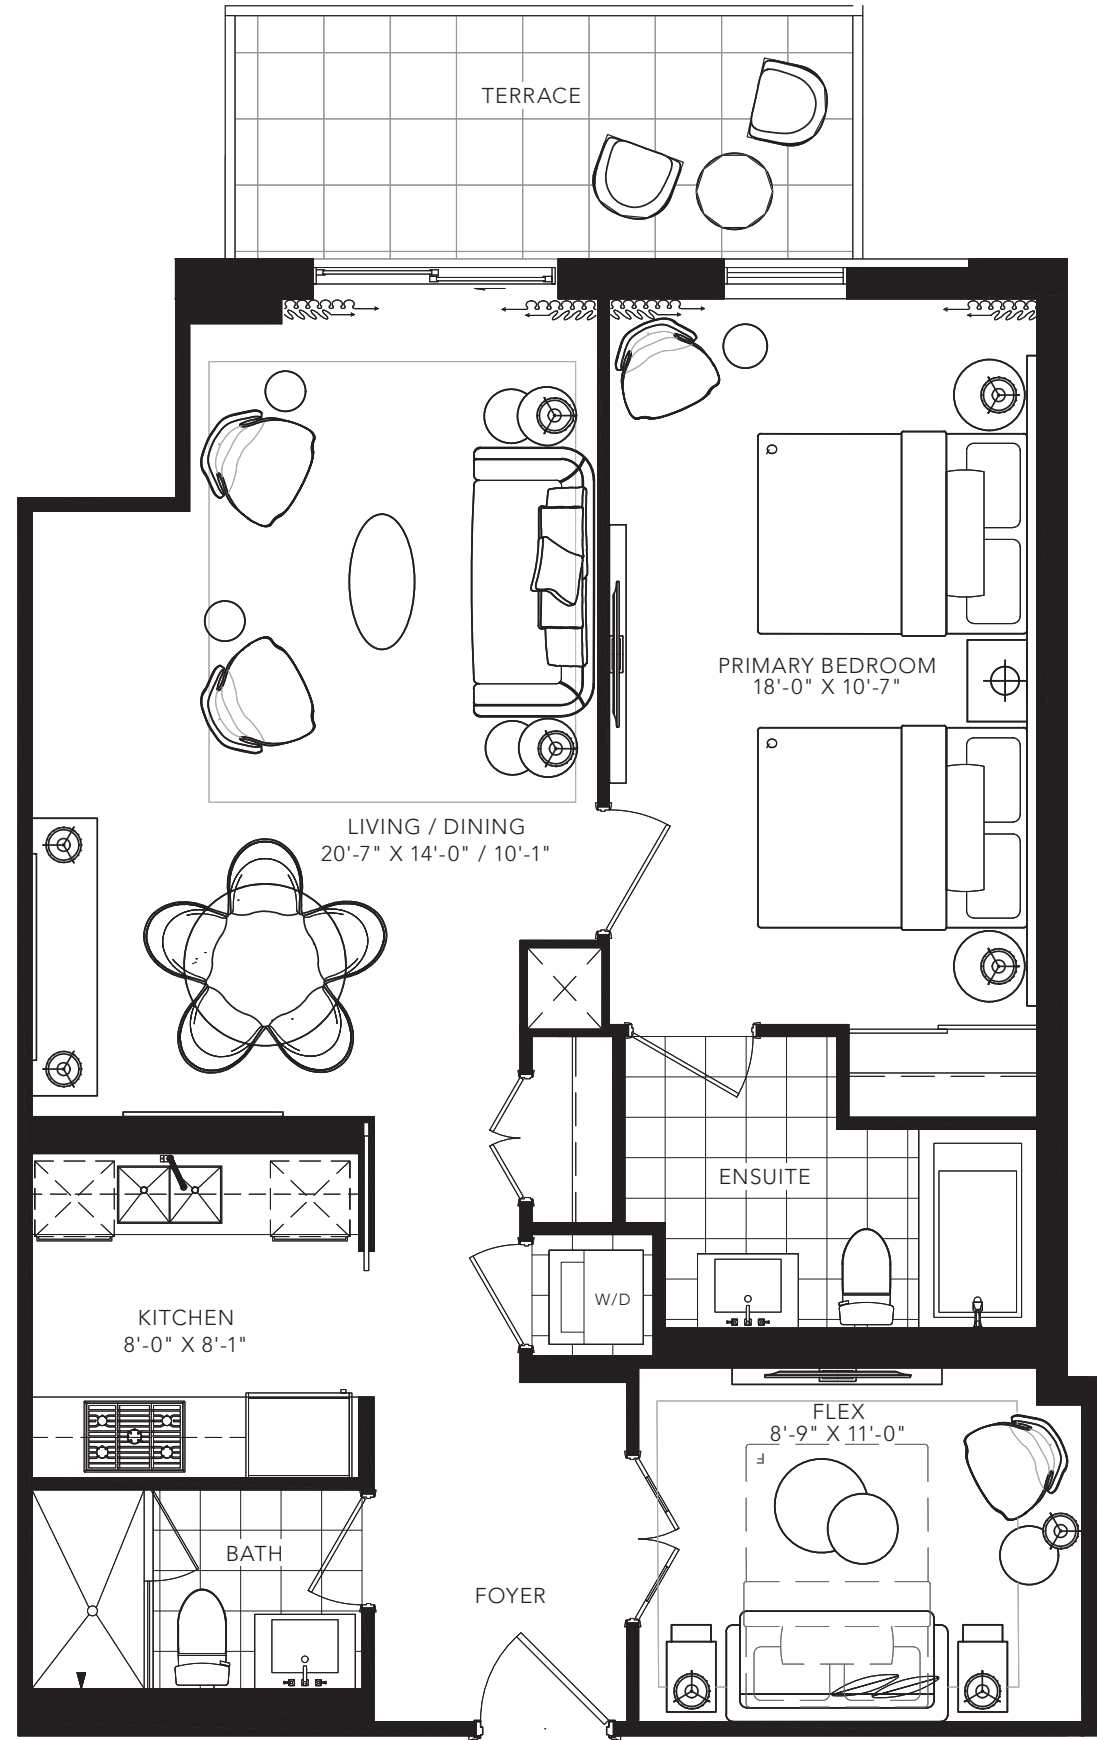 TERRACE
PRIMARY BEDROOM
18'-0" X 10'-7"
LIVING / DINING
20'-7" X 14'-0" / 10'-1"
ENSUITE
W/D
KITCHEN
8'-0" X 8'-1"
FLEX
8'-9" X 11'-0"
F
BATH
FOYER